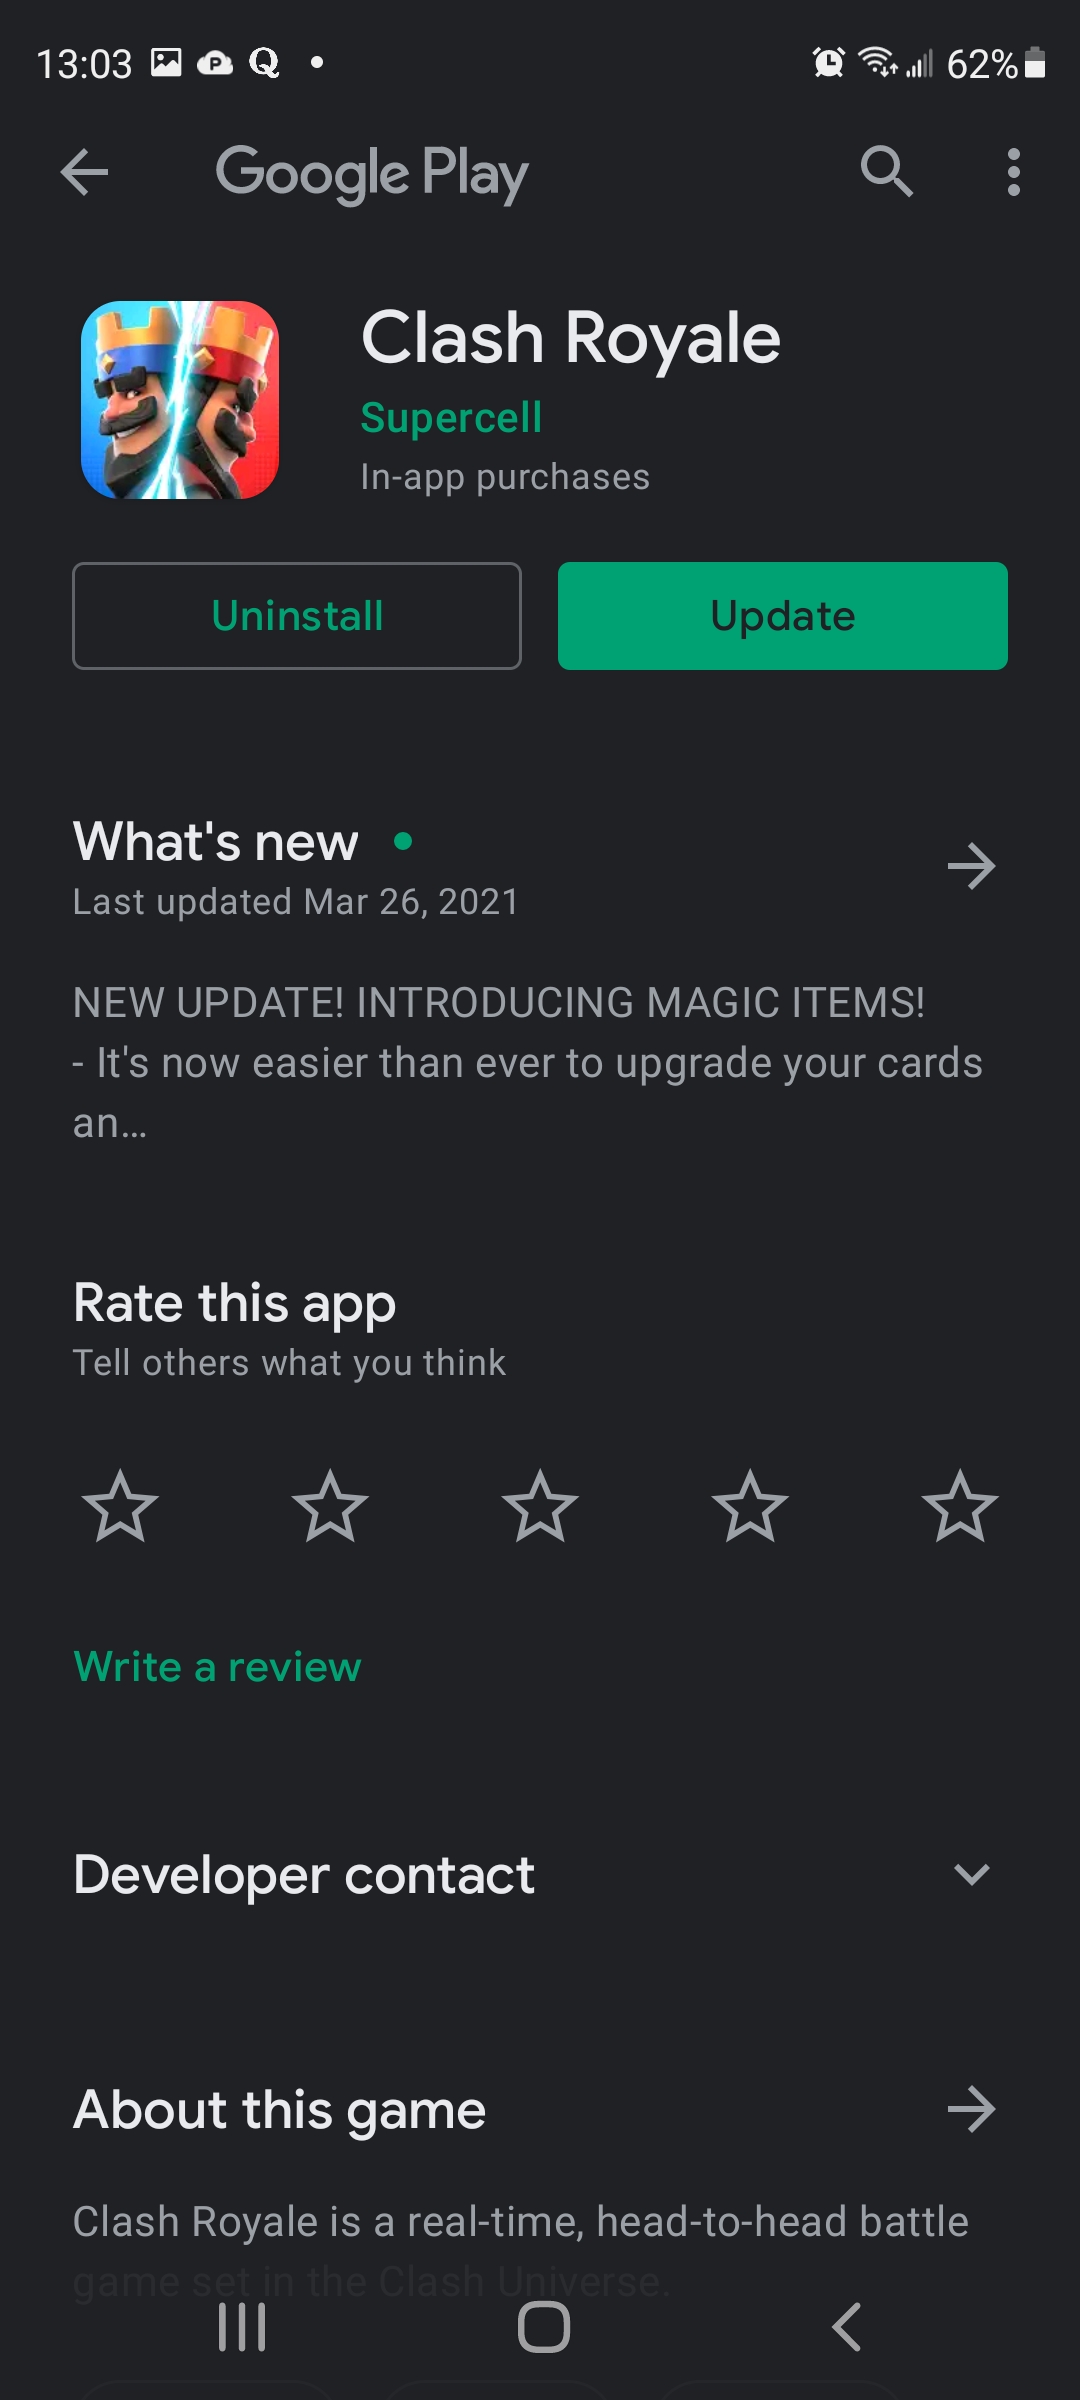 13:03
62%
Google Play
Clash Royale
Supercell
In-app purchases
Uninstall
Update
What's new
Last updated Mar 26, 2021
NEW UPDATE! INTRODUCING MAGIC ITEMS!
- It's now easier than ever to upgrade your cards
an...
Rate this app
Tell others what you think
Write a review
Developer contact
About this game
Clash Royale is a real-time, head-to-head battle
game set in the Clash Universe.